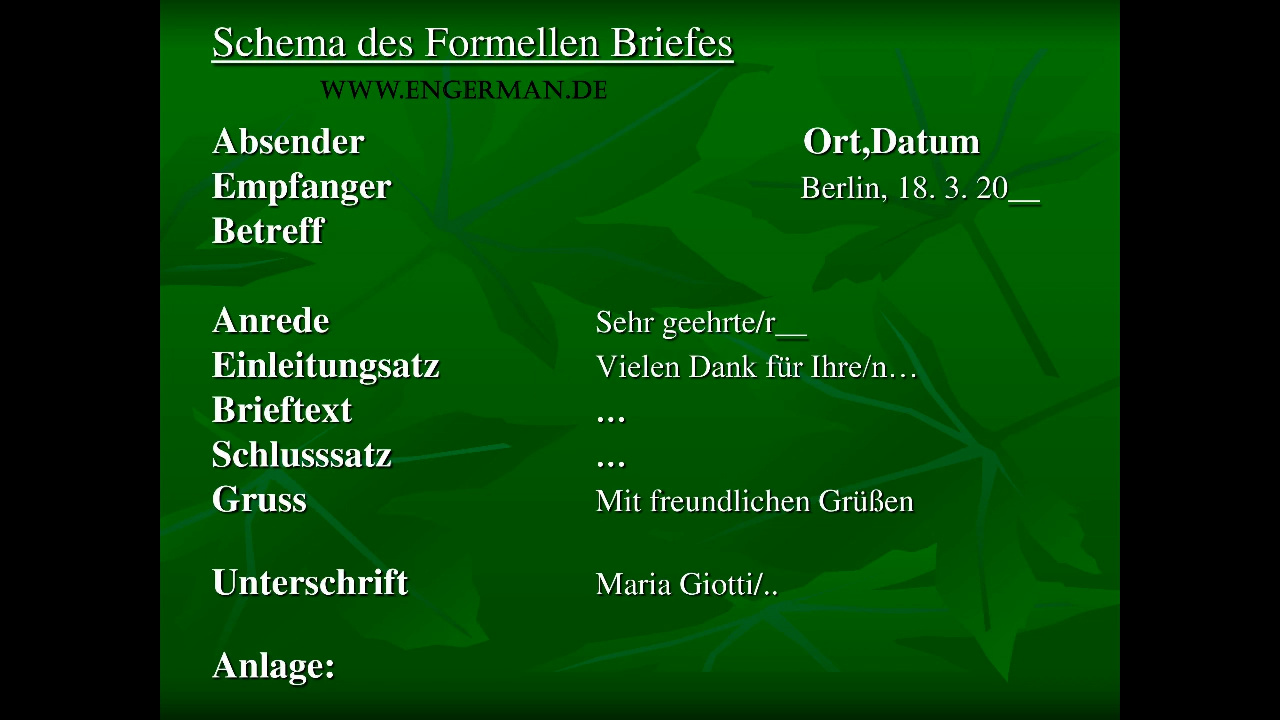 Schema des Formellen Briefes
WWW.ENGERMAN.DE
Absender Ort,Datum
Empfanger Berlin, 18. 3. 20__
Betreff
Anrede Sehr geehrte/r__
Einleitungsatz Vielen Dank für Ihre/n…
Brieftext …
Schlusssatz …
Gruss Mit freundlichen Grüßen
Unterschrift Maria Giotti/..
Anlage: